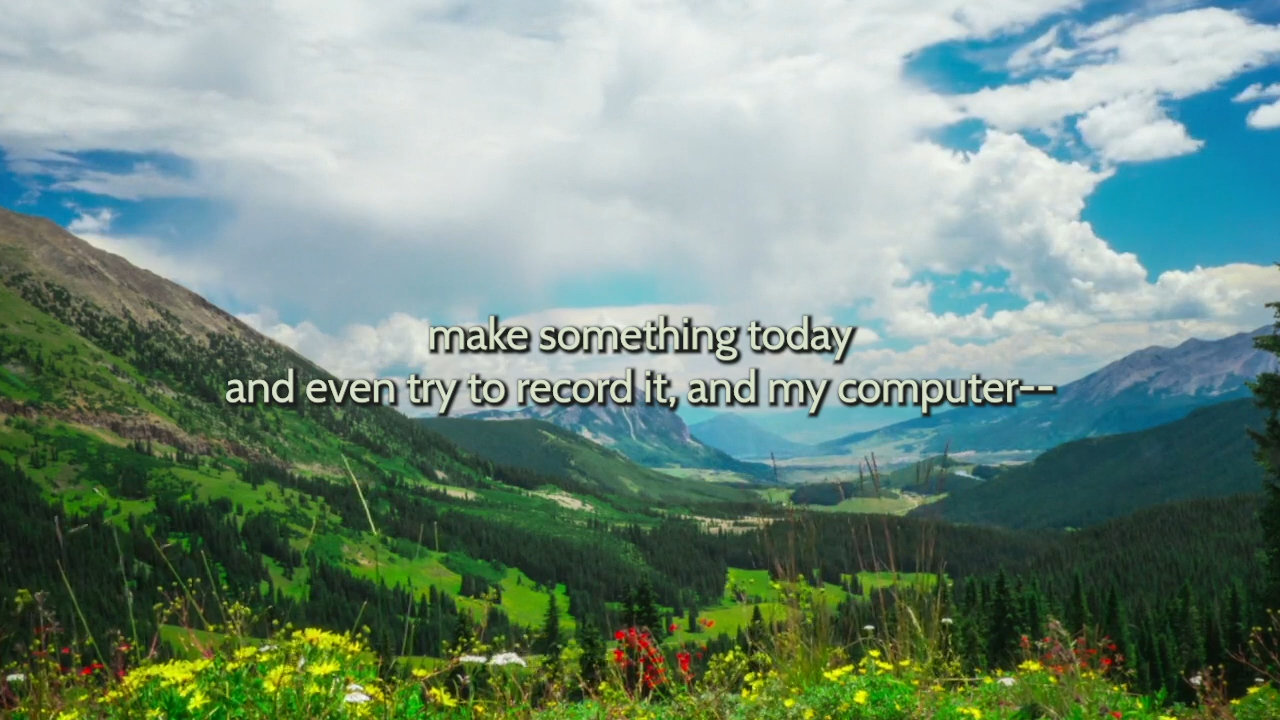 make something today
and even try to record it, and my computer--